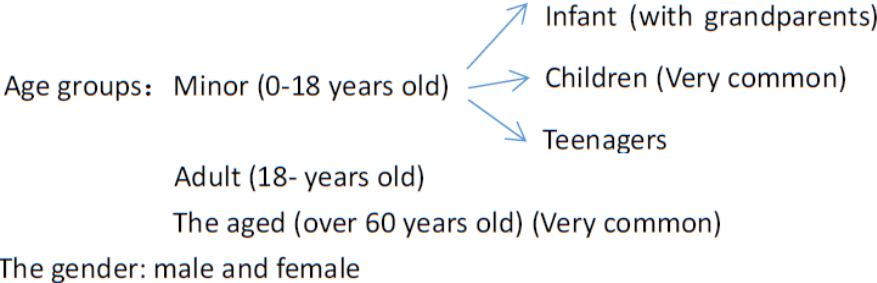 Infant (with grandparents)
Age groups： Minor (0-18 years old)
Children (Very common)
Teenagers
Adult (18- years old)
The aged (over 60 years old) (Very common)
The gender: male and female